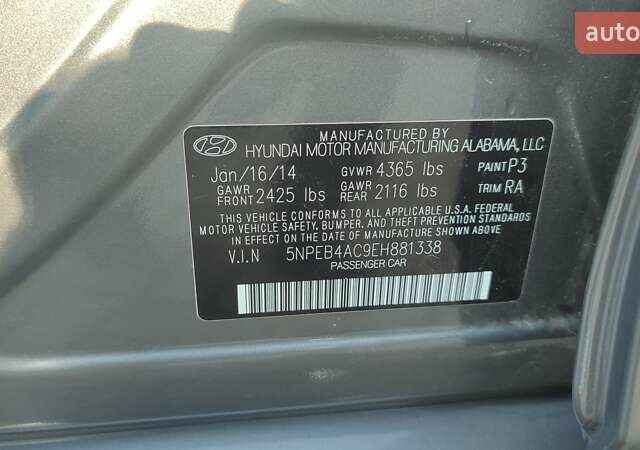 auto
MANUFACTURED BY
HYUNDAI MOTOR MANUFACTURING ALABAMA, LLC
Jan/16/14 GVWR 4365 lbs PAINT P3
GAWR FRONT 2425 lbs GAWR REAR 2116 lbs TRIM RA
THIS VEHICLE CONFORMS TO ALL APPLICABLE U.S.A. FEDERAL
MOTOR VEHICLE SAFETY, BUMPER, AND THEFT PREVENTION STANDARDS
IN EFFECT ON THE DATE OF MANUFACTURE SHOWN ABOVE.
V.I.N 5NPEB4AC9EH881338
PASSENGER CAR